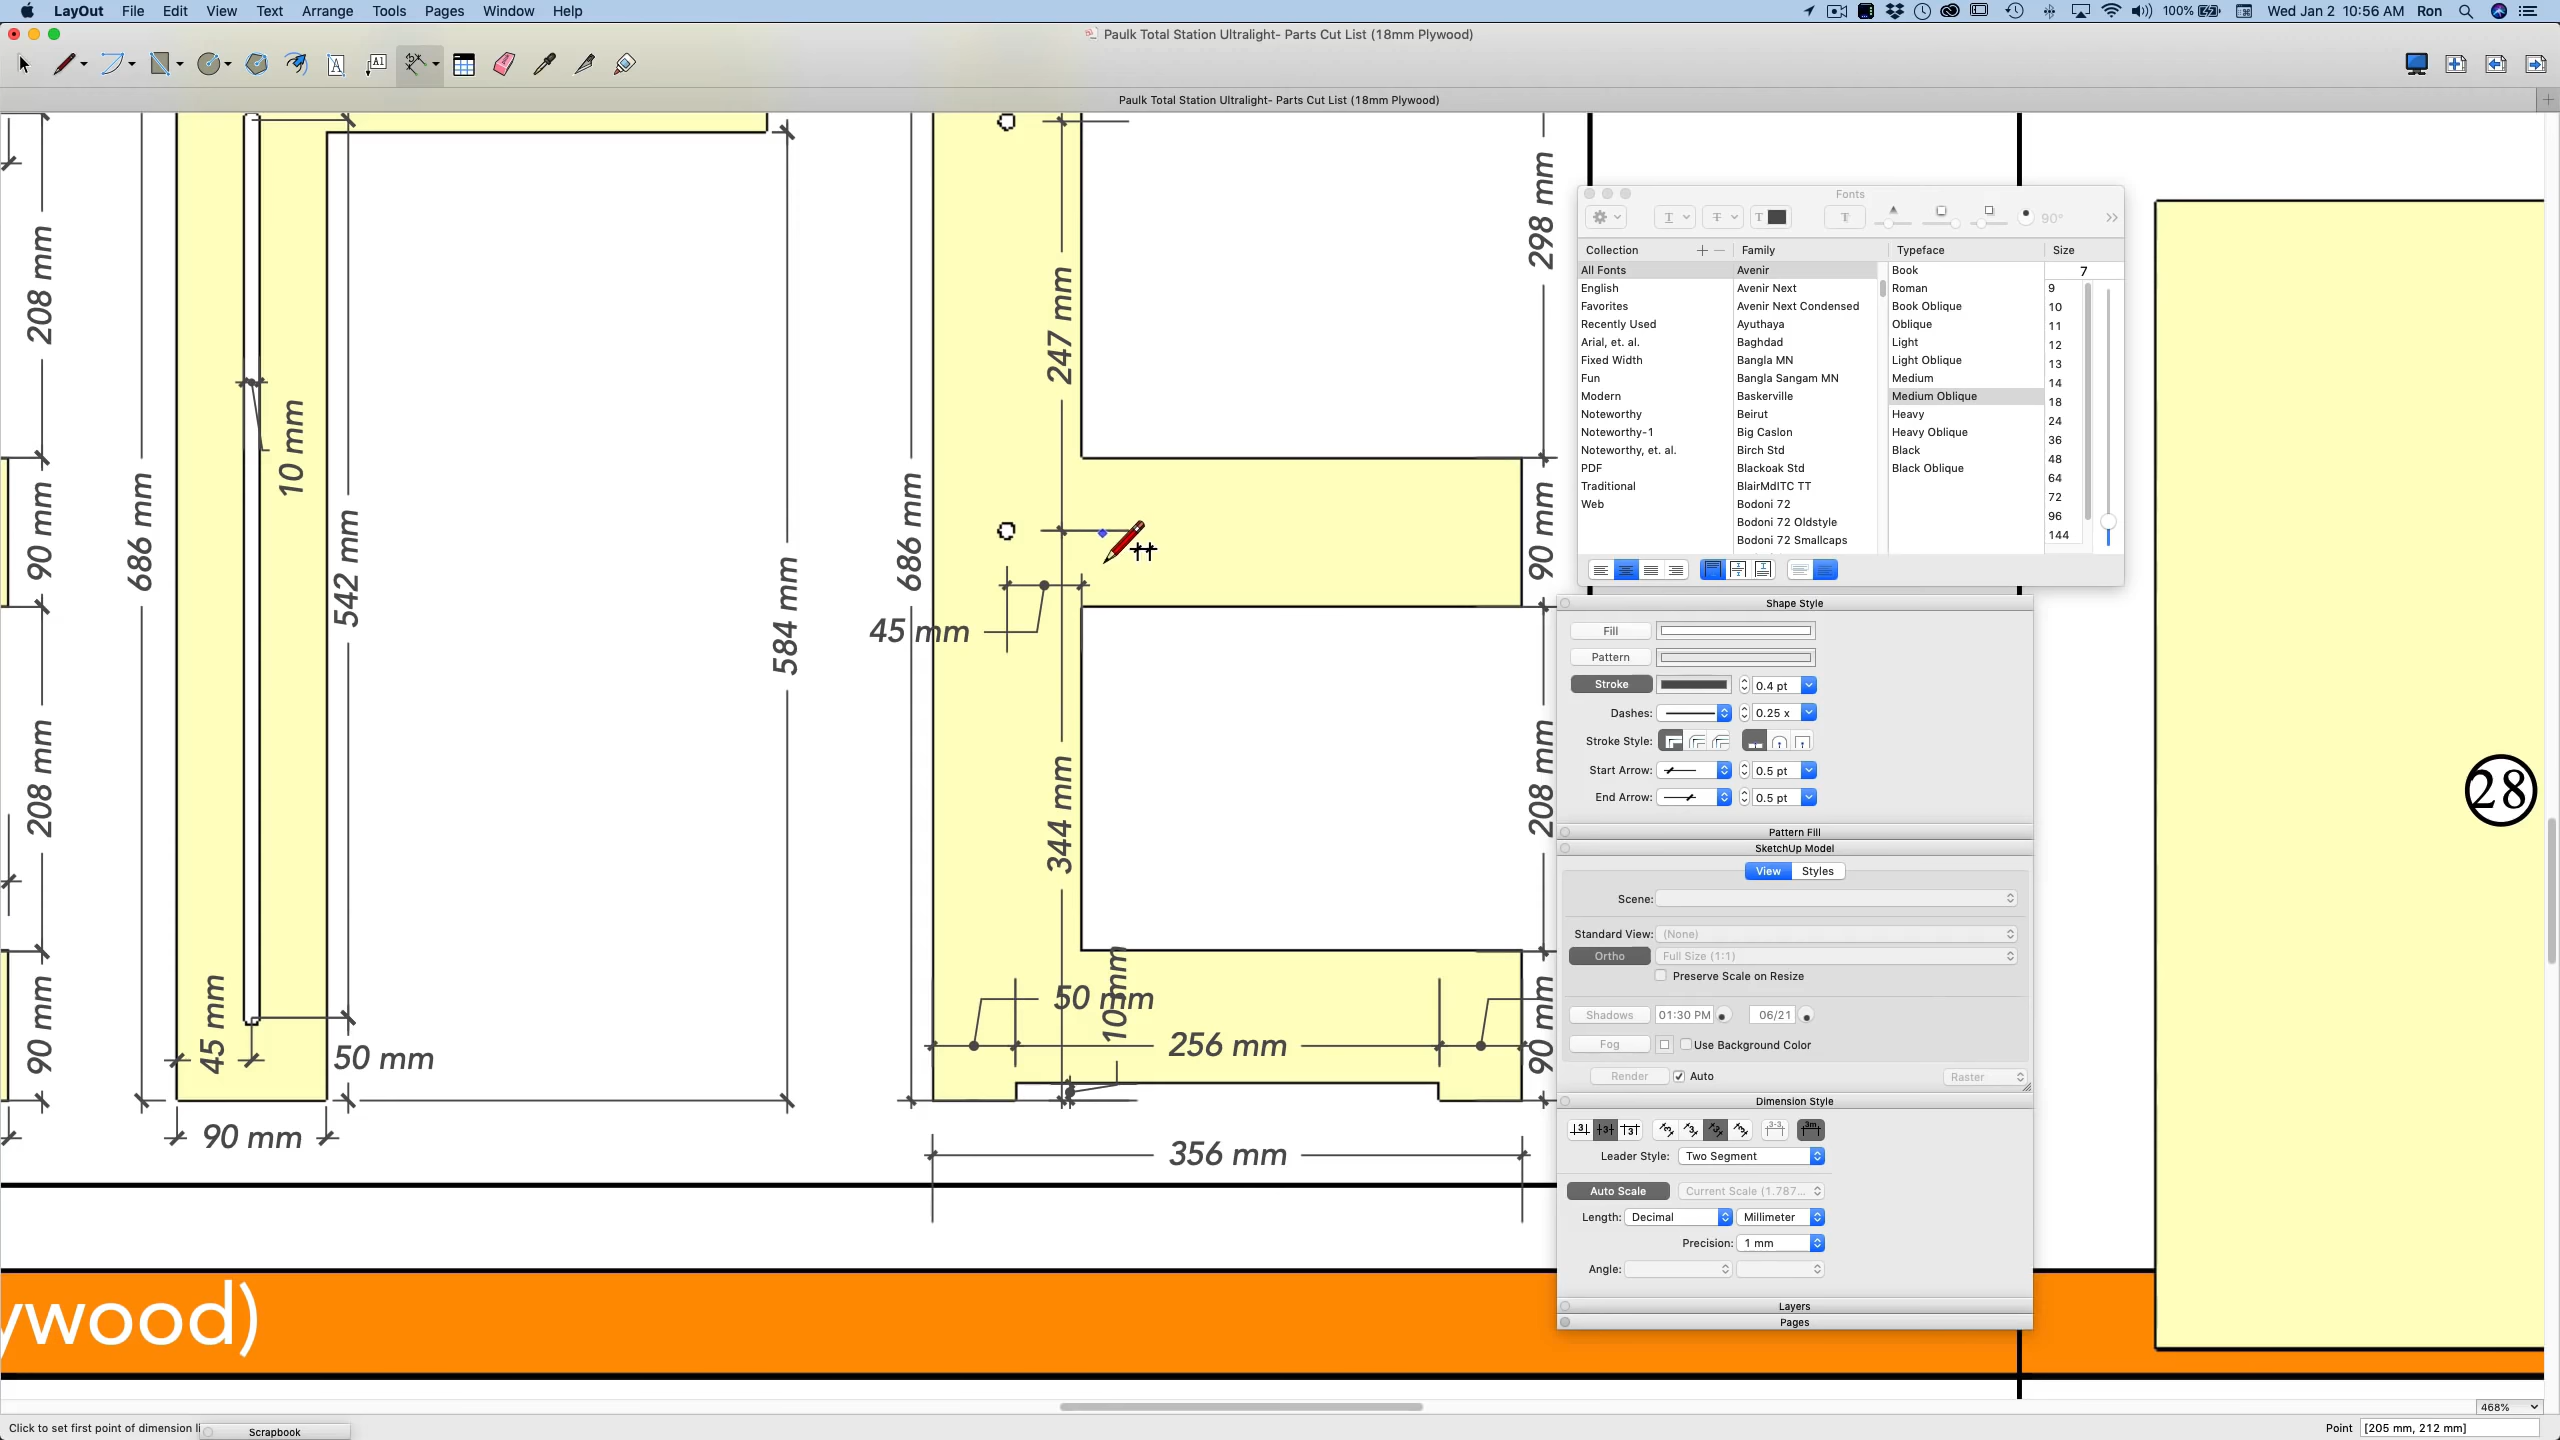 LayOut File Edit View Text Arrange Tools Pages Window Help
100% Wed Jan 2 10:56 AM Ron
Paulk Total Station Ultralight- Parts Cut List (18mm Plywood)
A1
Paulk Total Station Ultralight- Parts Cut List (18mm Plywood)
208 mm
90 mm
208 mm
90 mm
686 mm
10 mm
542 mm
45 mm
50 mm
90 mm
584 mm
686 mm
247 mm
45 mm
344 mm
50 mm
10 mm
256 mm
356 mm
298 mm
90 mm
208 mm
90 mm
ywood)
28
Fonts
90°
Collection Family Typeface Size
All Fonts Avenir Book 7
English Avenir Next Roman 9
Favorites Avenir Next Condensed Book Oblique 10
Recently Used Ayuthaya Oblique 11
Arial, et. al. Baghdad Light 12
Fixed Width Bangla MN Light Oblique 13
Fun Bangla Sangam MN Medium 14
Modern Baskerville Medium Oblique 18
Noteworthy Beirut Heavy 24
Noteworthy-1 Big Caslon Heavy Oblique 36
Noteworthy, et. al. Birch Std Black 48
PDF Blackoak Std Black Oblique 64
Traditional BlairMdITC TT 72
Web Bodoni 72 96
Bodoni 72 Oldstyle 144
Bodoni 72 Smallcaps
Shape Style
Fill
Pattern
Stroke 0.4 pt
Dashes: 0.25 x
Stroke Style:
Start Arrow: 0.5 pt
End Arrow: 0.5 pt
Pattern Fill
SketchUp Model
View Styles
Scene:
Standard View: (None)
Ortho Full Size (1:1)
Preserve Scale on Resize
Shadows 01:30 PM 06/21
Fog Use Background Color
Render Auto Raster
Dimension Style
Leader Style: Two Segment
Auto Scale Current Scale (1.787...
Length: Decimal Millimeter
Precision: 1 mm
Angle:
Layers
Pages
468%
Click to set first point of dimension li
Scrapbook
Point [205 mm, 212 mm]